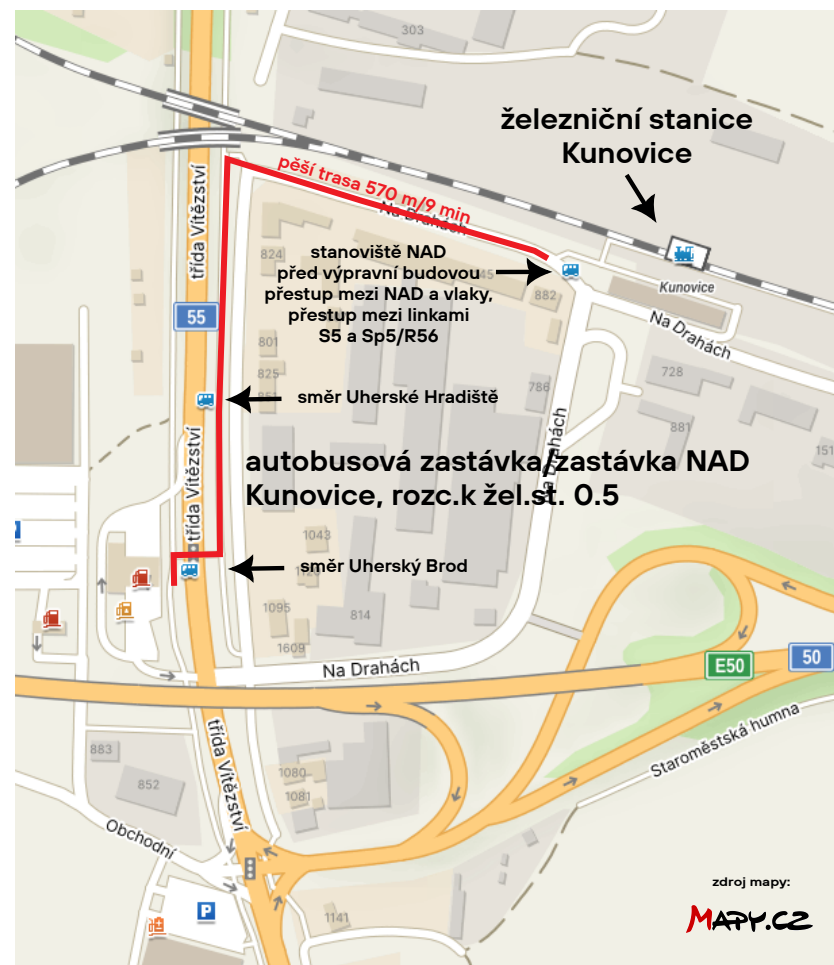 303
železniční stanice
Kunovice
pěší trasa 570 m/9 min
Na Drahách
třída Vítězství
824
stanoviště NAD
před výpravní budovou
přestup mezi NAD a vlaky,
přestup mezi linkami
S5 a Sp5/R56
45
882
Kunovice
Na Drahách
55
801
825
786
728
881
151
směr Uherské Hradiště
Na Drahách
třída Vítězství
autobusová zastávka/zastávka NAD
Kunovice, rozc.k žel.st. 0.5
1043
směr Uherský Brod
1095
814
1609
Na Drahách
E50
50
třída Vítězství
Staroměstská humna
883
852
1080
1081
Obchodní
P
1141
zdroj mapy:
MAPY.CZ